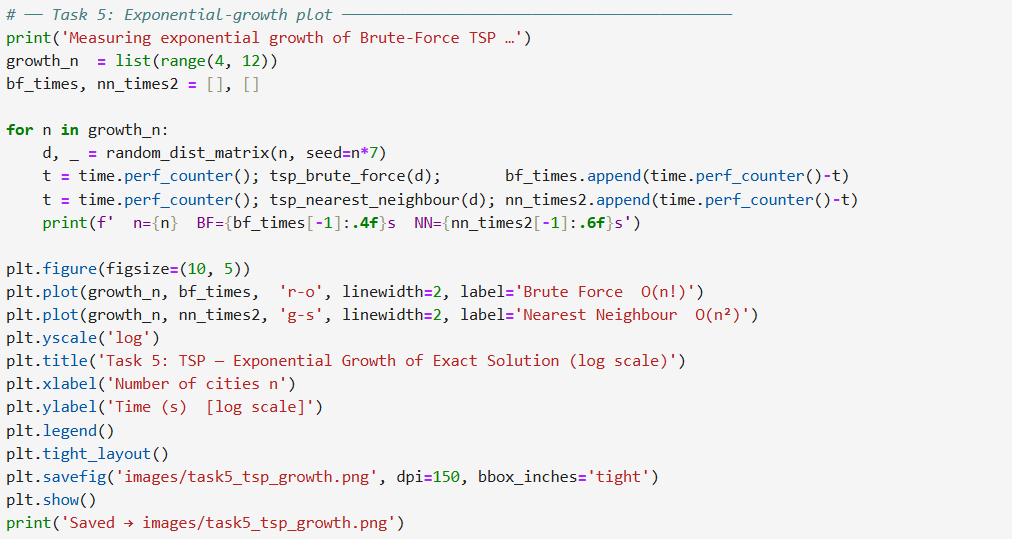 # —— Task 5: Exponential-growth plot ———————————————————————————————————————————
print('Measuring exponential growth of Brute-Force TSP …')
growth_n  = list(range(4, 12))
bf_times, nn_times2 = [], []

for n in growth_n:
    d, _ = random_dist_matrix(n, seed=n*7)
    t = time.perf_counter(); tsp_brute_force(d);       bf_times.append(time.perf_counter()-t)
    t = time.perf_counter(); tsp_nearest_neighbour(d); nn_times2.append(time.perf_counter()-t)
    print(f'  n={n}  BF={bf_times[-1]:.4f}s  NN={nn_times2[-1]:.6f}s')

plt.figure(figsize=(10, 5))
plt.plot(growth_n, bf_times,  'r-o', linewidth=2, label='Brute Force  O(n!)')
plt.plot(growth_n, nn_times2, 'g-s', linewidth=2, label='Nearest Neighbour  O(n²)')
plt.yscale('log')
plt.title('Task 5: TSP — Exponential Growth of Exact Solution (log scale)')
plt.xlabel('Number of cities n')
plt.ylabel('Time (s)  [log scale]')
plt.legend()
plt.tight_layout()
plt.savefig('images/task5_tsp_growth.png', dpi=150, bbox_inches='tight')
plt.show()
print('Saved → images/task5_tsp_growth.png')